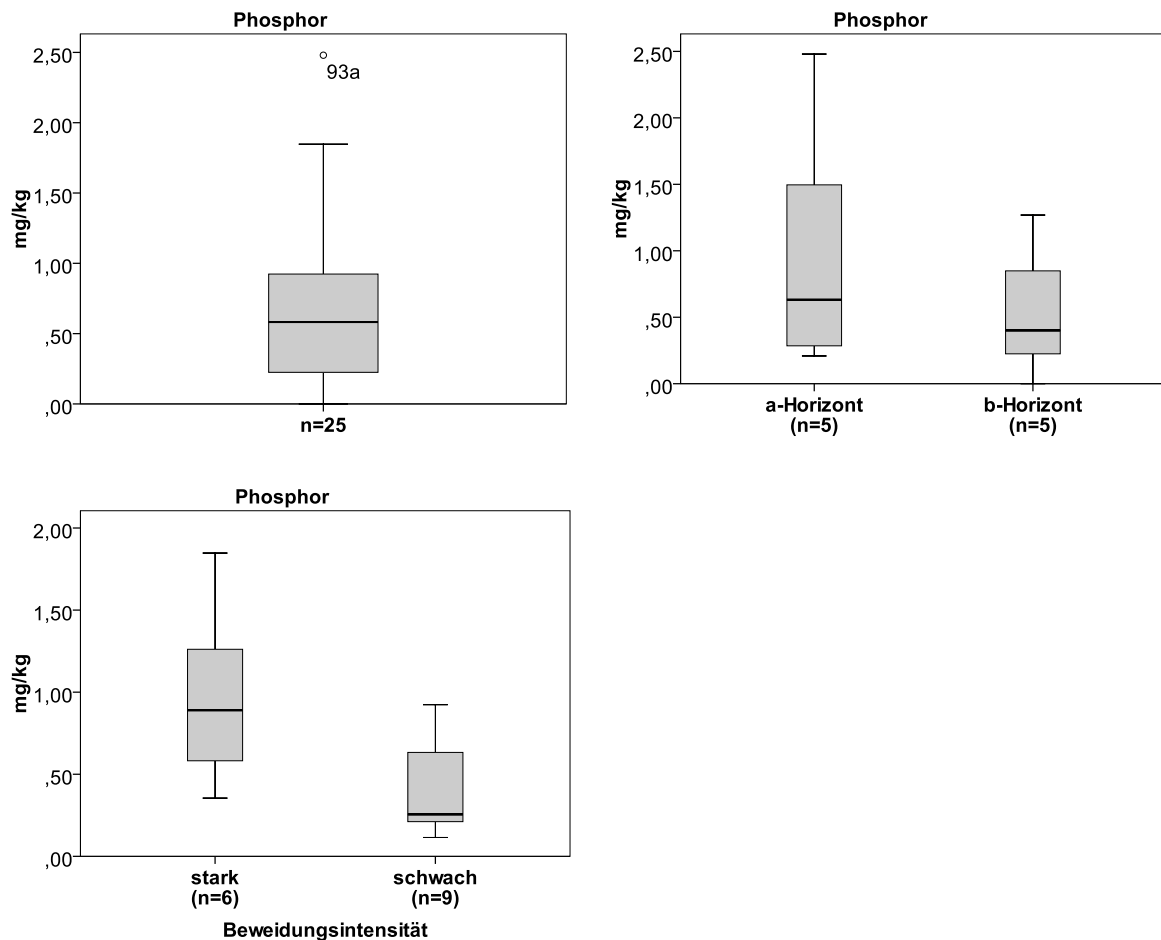 Phosphor
2,50
93a
2,00
1,50
mg/kg
1,00
,50
,00
n=25
Phosphor
2,50
2,00
1,50
mg/kg
1,00
,50
,00
a-Horizont
(n=5)
b-Horizont
(n=5)
Phosphor
2,00
1,50
mg/kg
1,00
,50
,00
stark
(n=6)
schwach
(n=9)
Beweidungsintensität